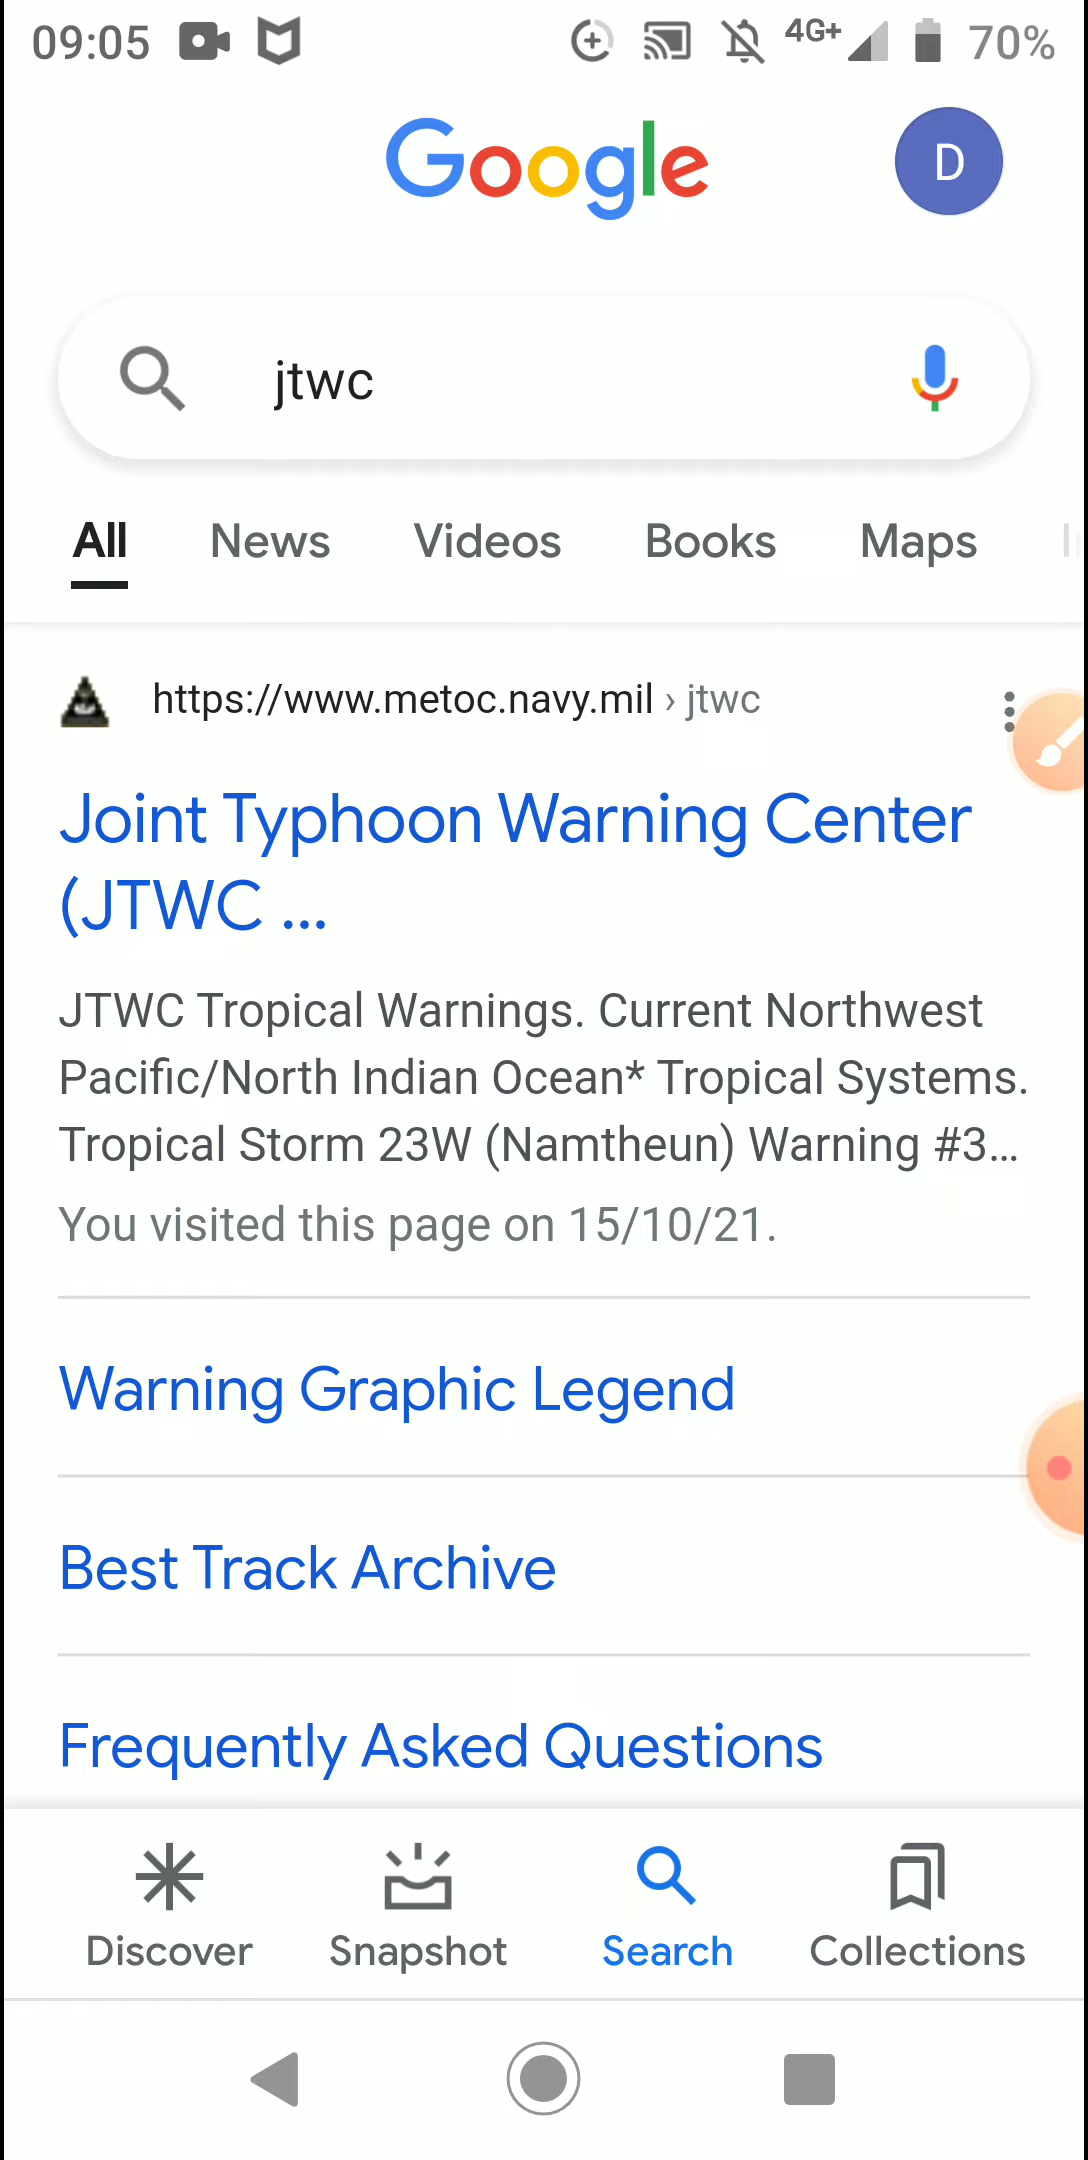 09:05 4G+ 70%
Google D
jtwc
All News Videos Books Maps
https://www.metoc.navy.mil › jtwc
Joint Typhoon Warning Center
(JTWC ...
JTWC Tropical Warnings. Current Northwest
Pacific/North Indian Ocean* Tropical Systems.
Tropical Storm 23W (Namtheun) Warning #3...
You visited this page on 15/10/21.
Warning Graphic Legend
Best Track Archive
Frequently Asked Questions
Discover Snapshot Search Collections